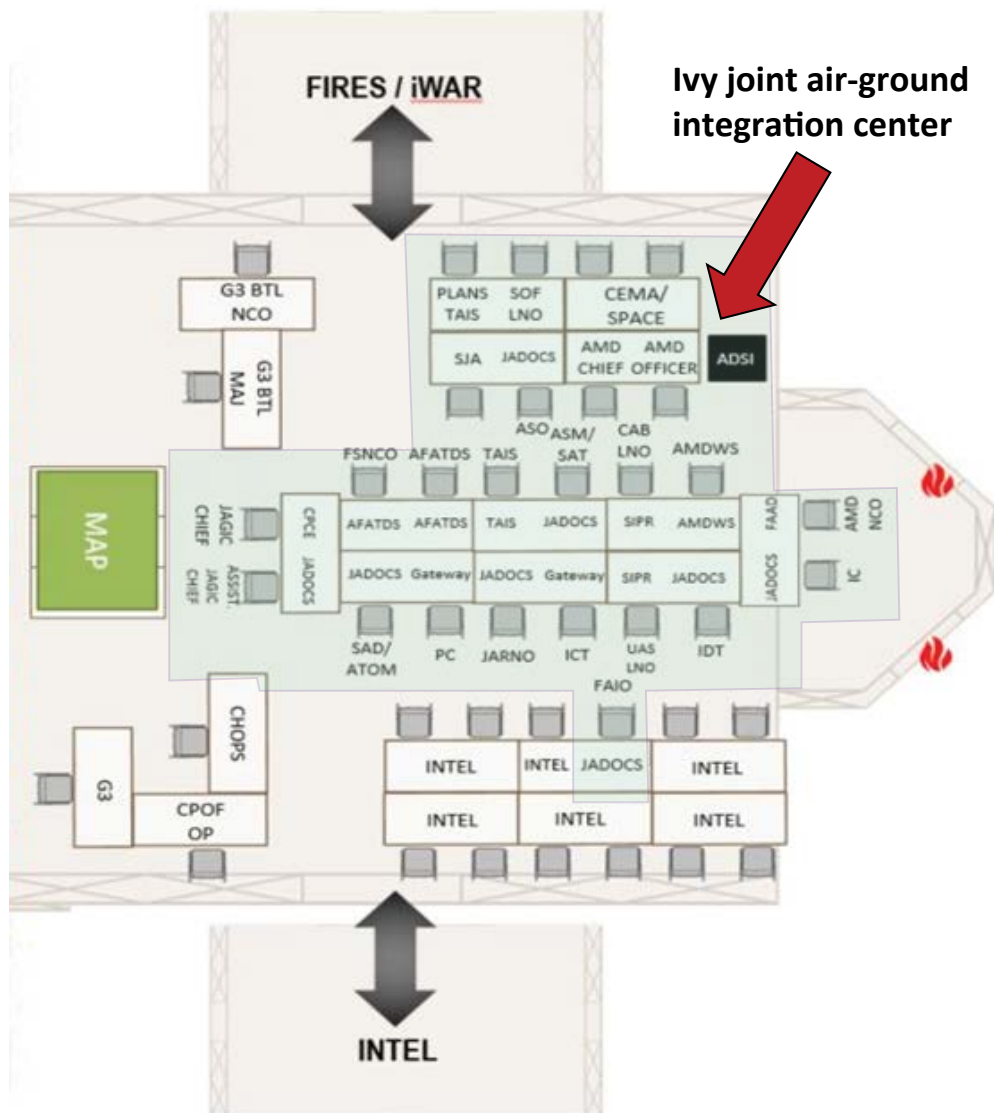 FIRES / iWAR
Ivy joint air-ground
integration center
G3 BTL
NCO
G3 BTL
MAJ
PLANS
TAIS
SOF
LNO
CEMA/
SPACE
SJA
JADOCS
AMD
CHIEF
AMD
OFFICER
ADSI
ASO
ASM/
SAT
CAB
LNO
AMDWS
FSNCO
AFATDS
TAIS
MAP
JAGIC
CHIEF
ASSIST.
JAGIC
CHIEF
CPCE
JADOCS
AFATDS
AFATDS
TAIS
JADOCS
SIPR
AMDWS
JADOCS
Gateway
JADOCS
Gateway
SIPR
JADOCS
FAAD
JADOCS
AMD
NCO
IC
SAD/
ATOM
PC
JARNO
ICT
UAS
LNO
IDT
FAIO
CHOPS
G3
CPOF
OP
INTEL
INTEL
JADOCS
INTEL
INTEL
INTEL
INTEL
INTEL